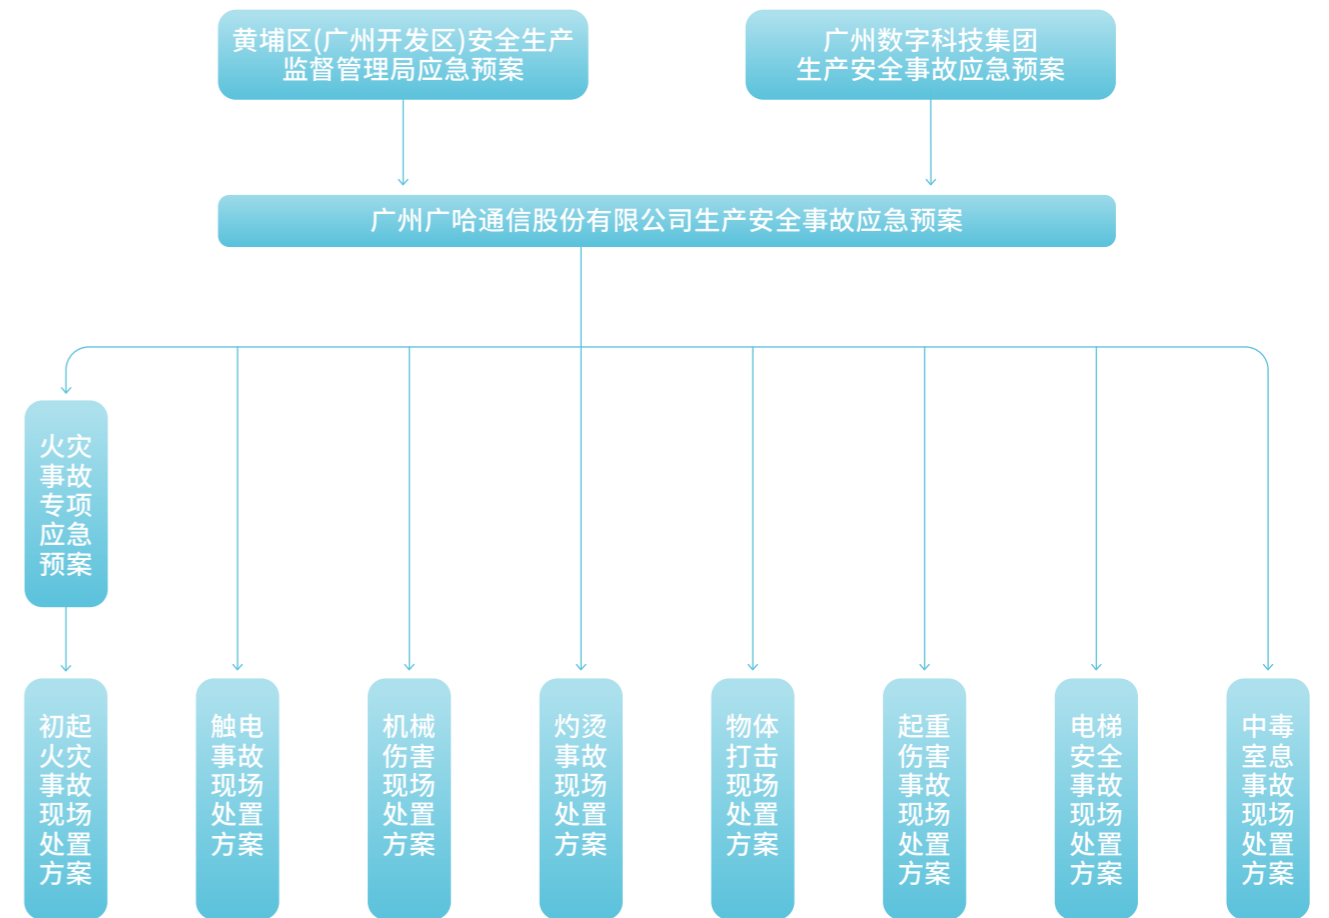 黄埔区(广州开发区)安全生产
监督管理局应急预案
广州数字科技集团
生产安全事故应急预案
广州广哈通信股份有限公司生产安全事故应急预案
火灾
事故
专项
应急
预案
初起
火灾
事故
现场
处置
方案
触电
事故
现场
处置
方案
机械
伤害
现场
处置
方案
灼烫
事故
现场
处置
方案
物体
打击
现场
处置
方案
起重
伤害
事故
现场
处置
方案
电梯
安全
事故
现场
处置
方案
中毒
室息
事故
现场
处置
方案